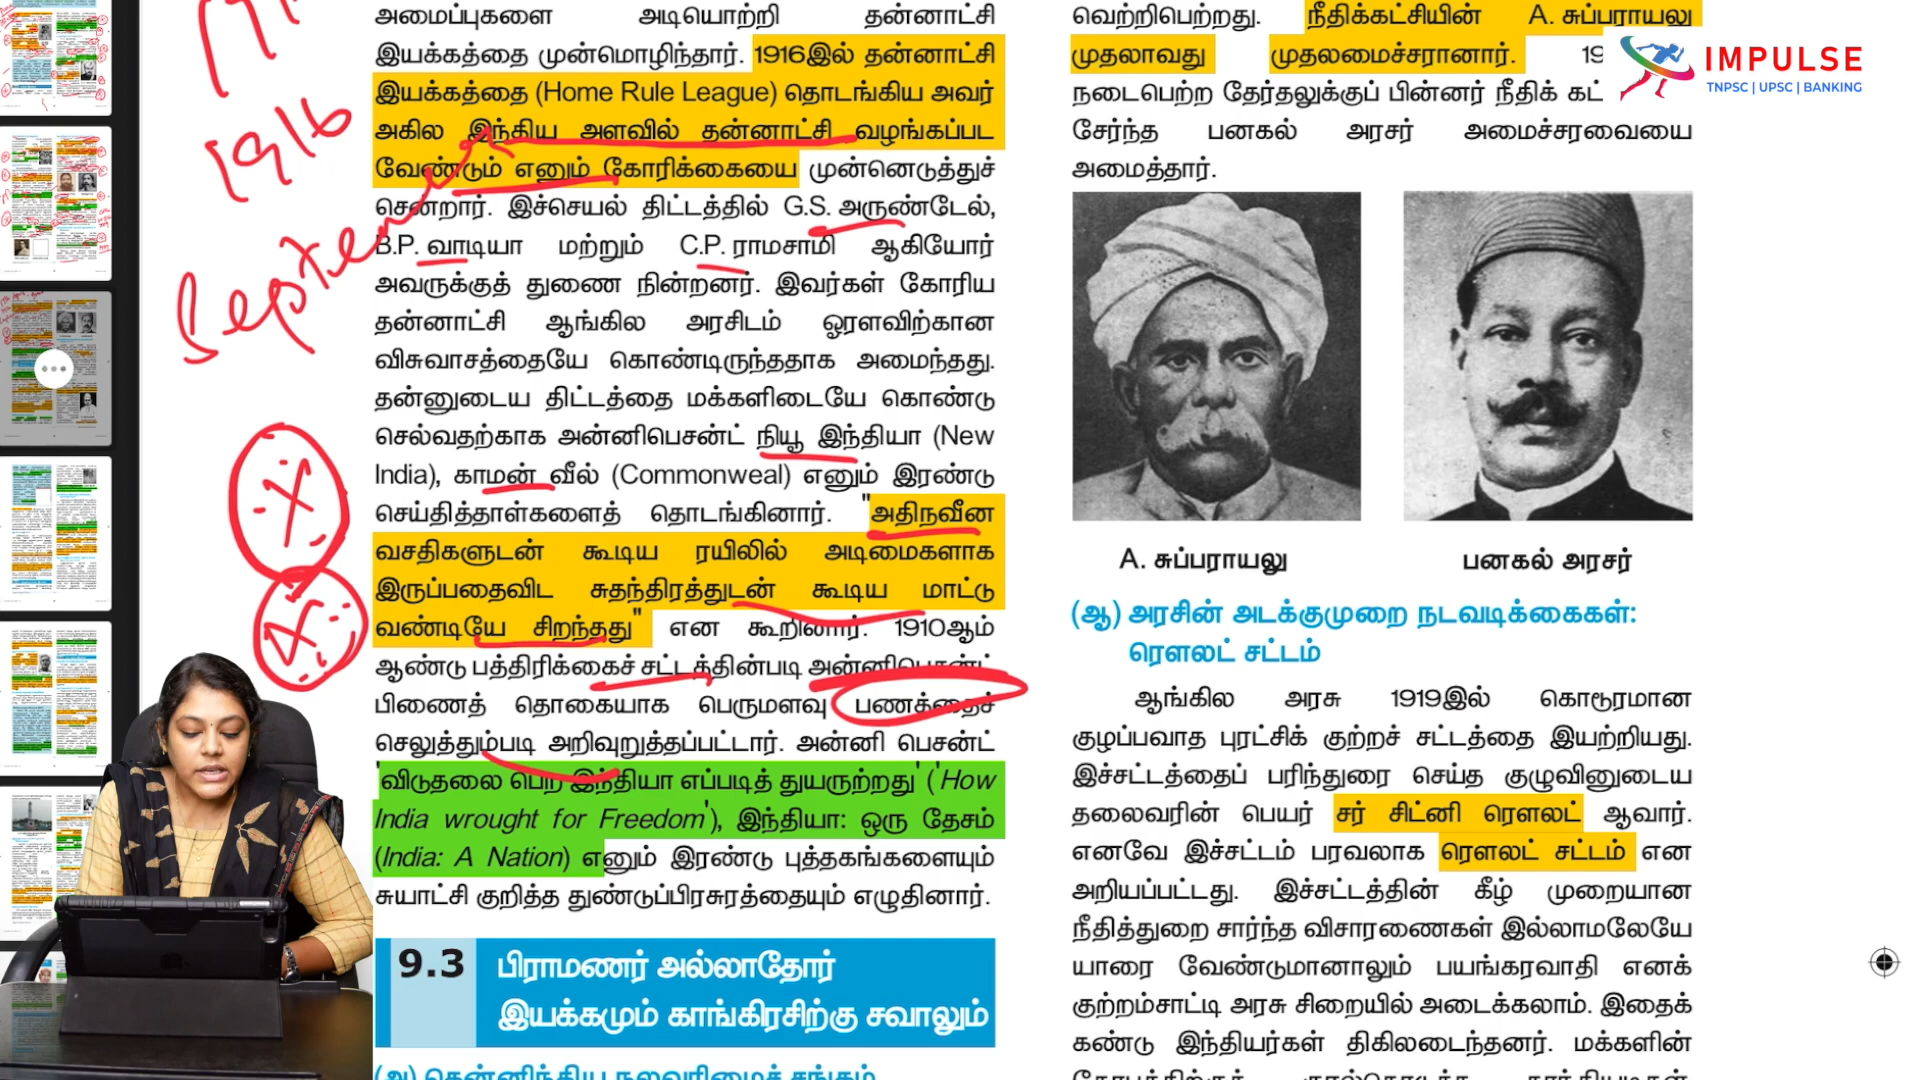 அமைப்புகளை அடியொற்றி தன்னாட்சி
இயக்கத்தை முன்மொழிந்தார். 1916இல் தன்னாட்சி
இயக்கத்தை (Home Rule League) தொடங்கிய அவர்
அகில இந்திய அளவில் தன்னாட்சி வழங்கப்பட
வேண்டும் எனும் கோரிக்கையை முன்னெடுத்துச்
சென்றார். இச்செயல் திட்டத்தில் G.S. அருண்டேல்,
B.P. வாடியா மற்றும் C.P. ராமசாமி ஆகியோர்
அவருக்குத் துணை நின்றனர். இவர்கள் கோரிய
தன்னாட்சி ஆங்கில அரசிடம் ஓரளவிற்கான
விசுவாசத்தையே கொண்டிருந்ததாக அமைந்தது.
தன்னுடைய திட்டத்தை மக்களிடையே கொண்டு
செல்வதற்காக அன்னிபெசன்ட் நியூ இந்தியா (New
India), காமன் வீல் (Commonweal) எனும் இரண்டு
செய்தித்தாள்களைத் தொடங்கினார். "அதிநவீன
வசதிகளுடன் கூடிய ரயிலில் அடிமைகளாக
இருப்பதைவிட சுதந்திரத்துடன் கூடிய மாட்டு
வண்டியே சிறந்தது" என கூறினார். 1910ஆம்
ஆண்டு பத்திரிக்கைச் சட்டத்தின்படி அன்னிபெசன்ட்
பிணைத் தொகையாக பெருமளவு பணத்தைச்
செலுத்தும்படி அறிவுறுத்தப்பட்டார். அன்னி பெசன்ட்
'விடுதலை பெற இந்தியா எப்படித் துயருற்றது' ('How
India wrought for Freedom'), இந்தியா: ஒரு தேசம்
(India: A Nation) எனும் இரண்டு புத்தகங்களையும்
சுயாட்சி குறித்த துண்டுப்பிரசுரத்தையும் எழுதினார்.
9.3 பிராமணர் அல்லாதோர்
இயக்கமும் காங்கிரசிற்கு சவாலும்
(அ) தென்னிந்திய நலவுரிமைச் சங்கம்
1916
Septem
வெற்றிபெற்றது. நீதிக்கட்சியின் A. சுப்பராயலு
முதலாவது முதலமைச்சரானார். 19
நடைபெற்ற தேர்தலுக்குப் பின்னர் நீதிக் கட்
சேர்ந்த பனகல் அரசர் அமைச்சரவையை
அமைத்தார்.
A. சுப்பராயலு
பனகல் அரசர்
(ஆ) அரசின் அடக்குமுறை நடவடிக்கைகள்:
ரௌலட் சட்டம்
ஆங்கில அரசு 1919இல் கொடூரமான
குழப்பவாத புரட்சிக் குற்றச் சட்டத்தை இயற்றியது.
இச்சட்டத்தைப் பரிந்துரை செய்த குழுவினுடைய
தலைவரின் பெயர் சர் சிட்னி ரௌலட் ஆவார்.
எனவே இச்சட்டம் பரவலாக ரௌலட் சட்டம் என
அறியப்பட்டது. இச்சட்டத்தின் கீழ் முறையான
நீதித்துறை சார்ந்த விசாரணைகள் இல்லாமலேயே
யாரை வேண்டுமானாலும் பயங்கரவாதி எனக்
குற்றம்சாட்டி அரசு சிறையில் அடைக்கலாம். இதைக்
கண்டு இந்தியர்கள் திகிலடைந்தனர். மக்களின்
IMPULSE
TNPSC | UPSC | BANKING